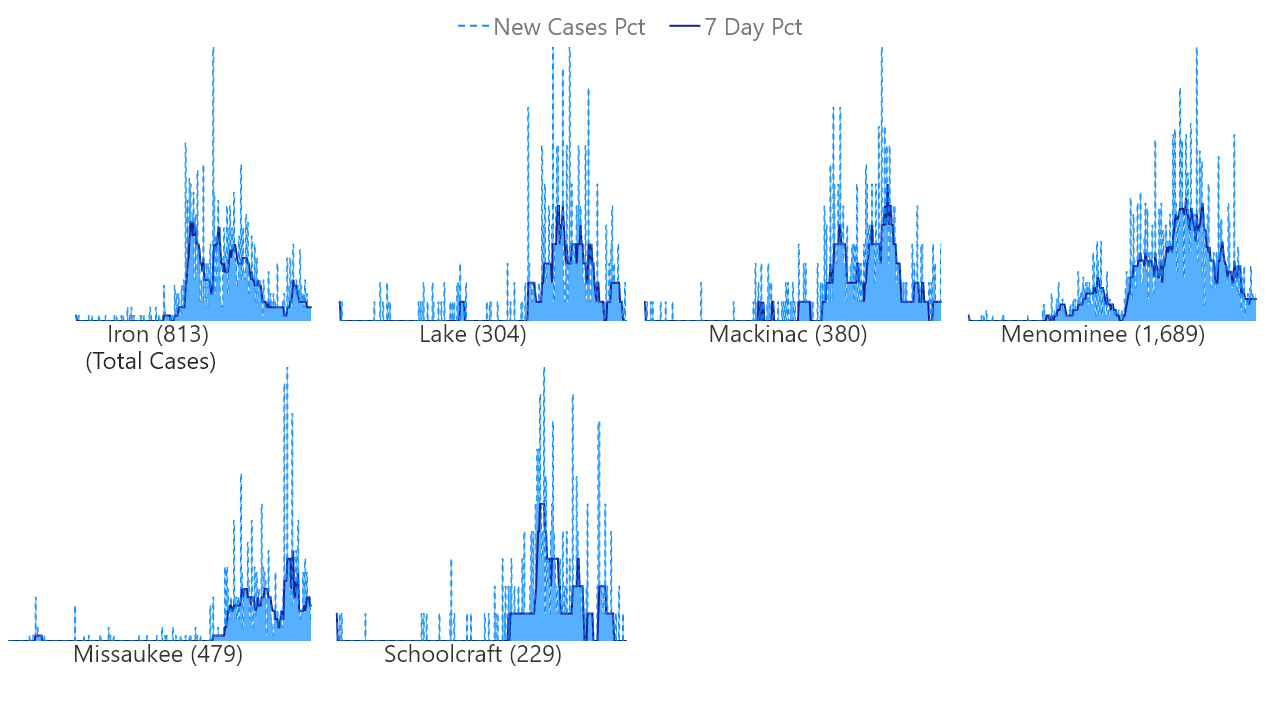 New Cases Pct 7 Day Pct
Iron (813) Lake (304) Mackinac (380) Menominee (1,689)
(Total Cases)
Missaukee (479) Schoolcraft (229)